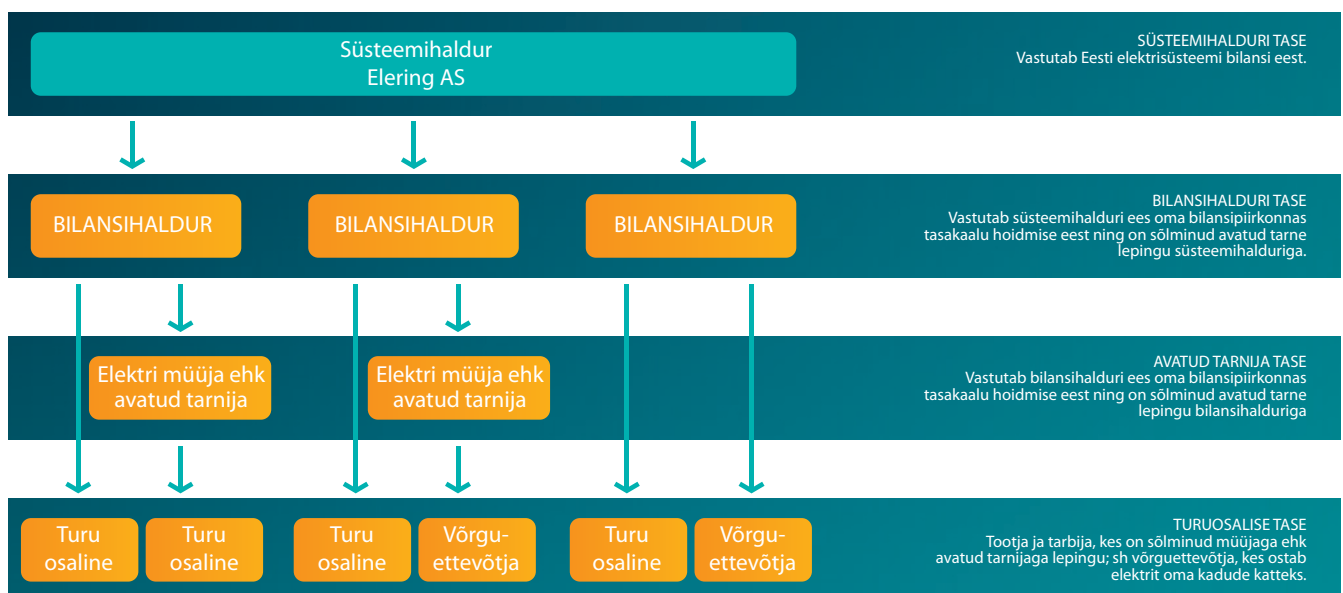 Süsteemihaldur
Elering AS
SÜSTEEMIHALDURI TASE
Vastutab Eesti elektrisüsteemi bilansi eest.
BILANSIHALDUR
BILANSIHALDUR
BILANSIHALDUR
BILANSIHALDURI TASE
Vastutab süsteemihalduri ees oma bilansipiirkonnas
tasakaalu hoidmise eest ning on sõlminud avatud tarne
lepingu süsteemihalduriga.
Elektri müüja ehk
avatud tarnija
Elektri müüja ehk
avatud tarnija
AVATUD TARNIJA TASE
Vastutab bilansihalduri ees oma bilansipiirkonnas
tasakaalu hoidmise eest ning on sõlminud avatud tarne
lepingu bilansihalduriga
Turu
osaline
Turu
osaline
Turu
osaline
Võrgu-
ettevõtja
Turu
osaline
Võrgu-
ettevõtja
TURUOSALISE TASE
Tootja ja tarbija, kes on sõlminud müüjaga ehk
avatud tarnijaga lepingu; sh võrguettevõtja, kes ostab
elektrit oma kadude katteks.